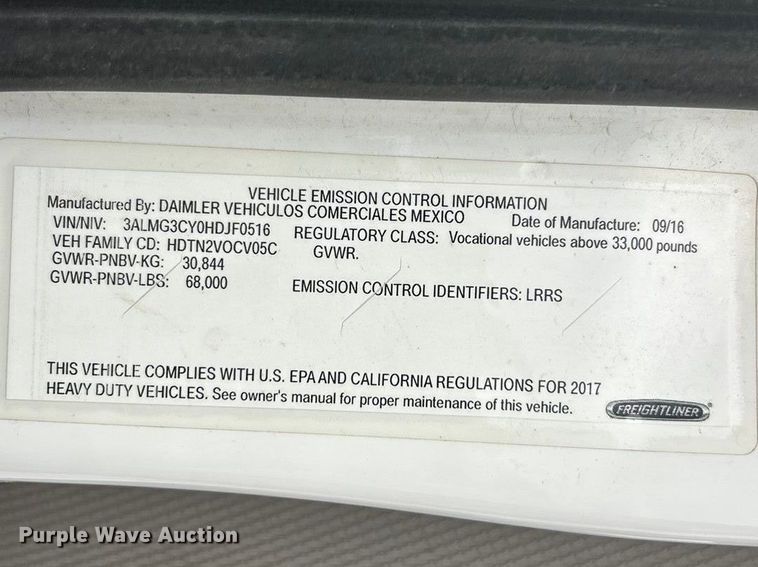 VEHICLE EMISSION CONTROL INFORMATION
Manufactured By: DAIMLER VEHICULOS COMERCIALES MEXICO Date of Manufacture: 09/16
VIN/NIV: 3ALMG3CY0HDJF0516 REGULATORY CLASS: Vocational vehicles above 33,000 pounds
VEH FAMILY CD: HDTN2VOCV05C GVWR.
GVWR-PNBV-KG: 30,844
GVWR-PNBV-LBS: 68,000 EMISSION CONTROL IDENTIFIERS: LRRS
THIS VEHICLE COMPLIES WITH U.S. EPA AND CALIFORNIA REGULATIONS FOR 2017
HEAVY DUTY VEHICLES. See owner's manual for proper maintenance of this vehicle.
FREIGHTLINER®
Purple Wave Auction